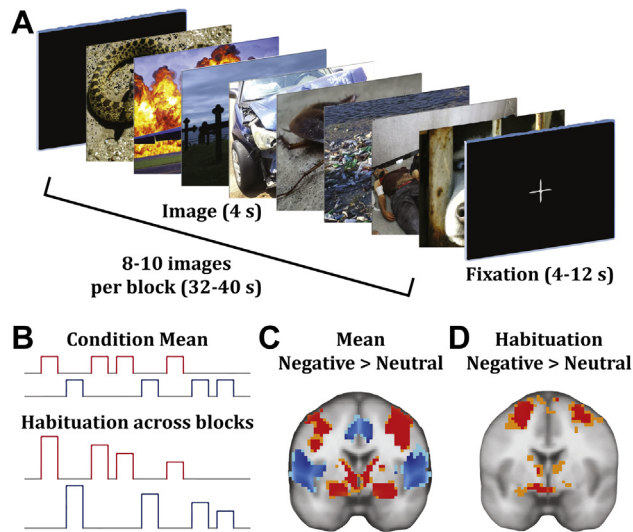 A
Image (4 s)
8-10 images
per block (32-40 s)
Fixation (4-12 s)
B
Condition Mean
Habituation across blocks
C
Mean
Negative > Neutral
D
Habituation
Negative > Neutral